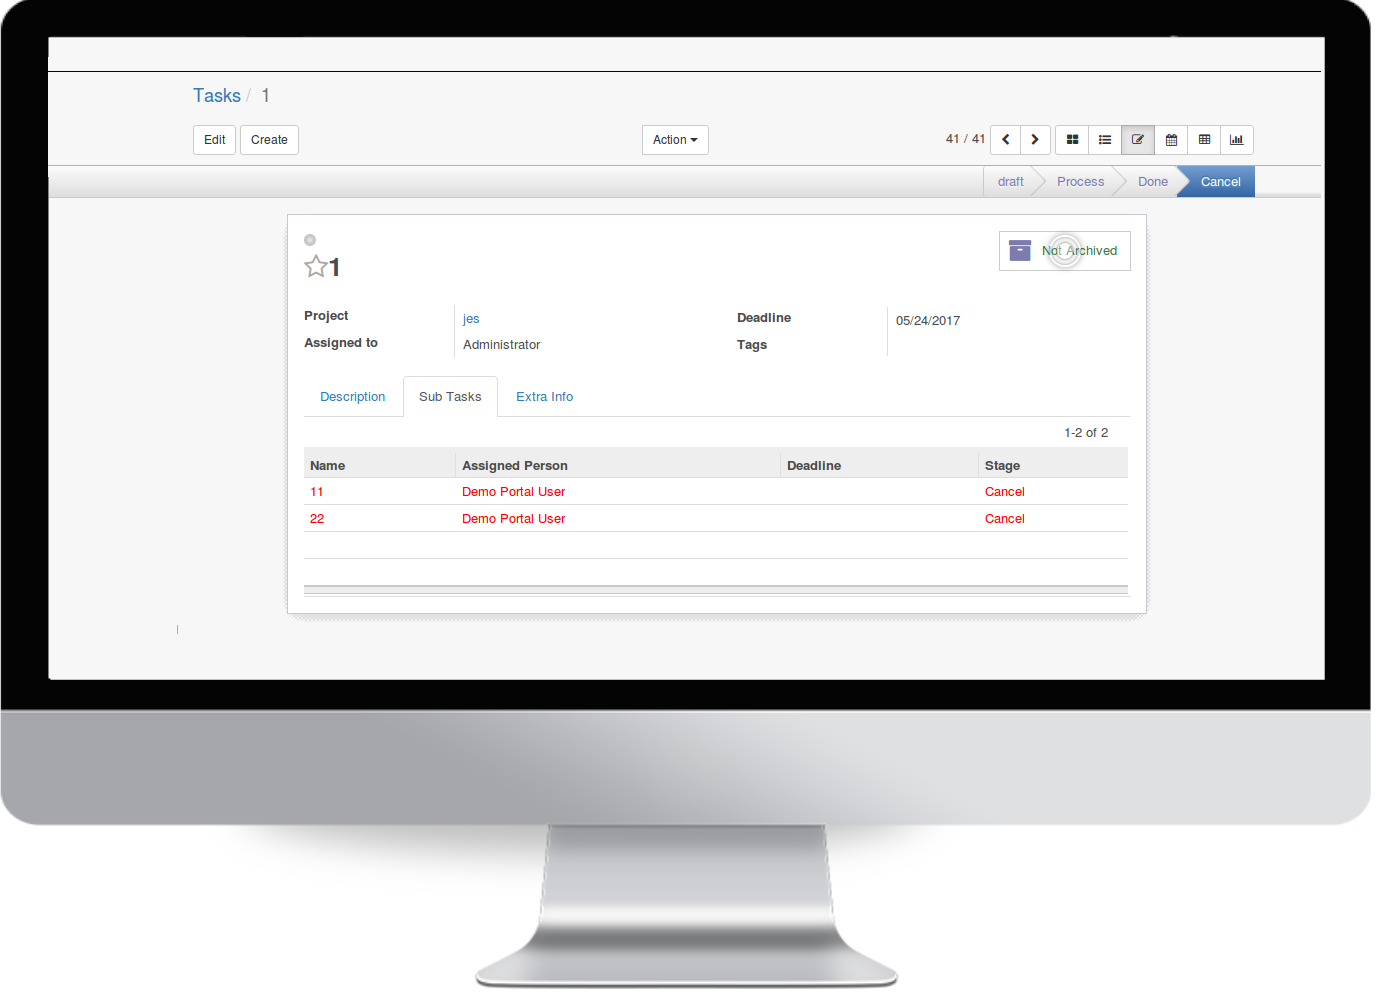 Tasks / 1
Edit Create Action 41 / 41
draft Process Done Cancel
1
Not Archived
Project jes Deadline 05/24/2017
Assigned to Administrator Tags
Description Sub Tasks Extra Info
1-2 of 2
Name Assigned Person Deadline Stage
11 Demo Portal User Cancel
22 Demo Portal User Cancel